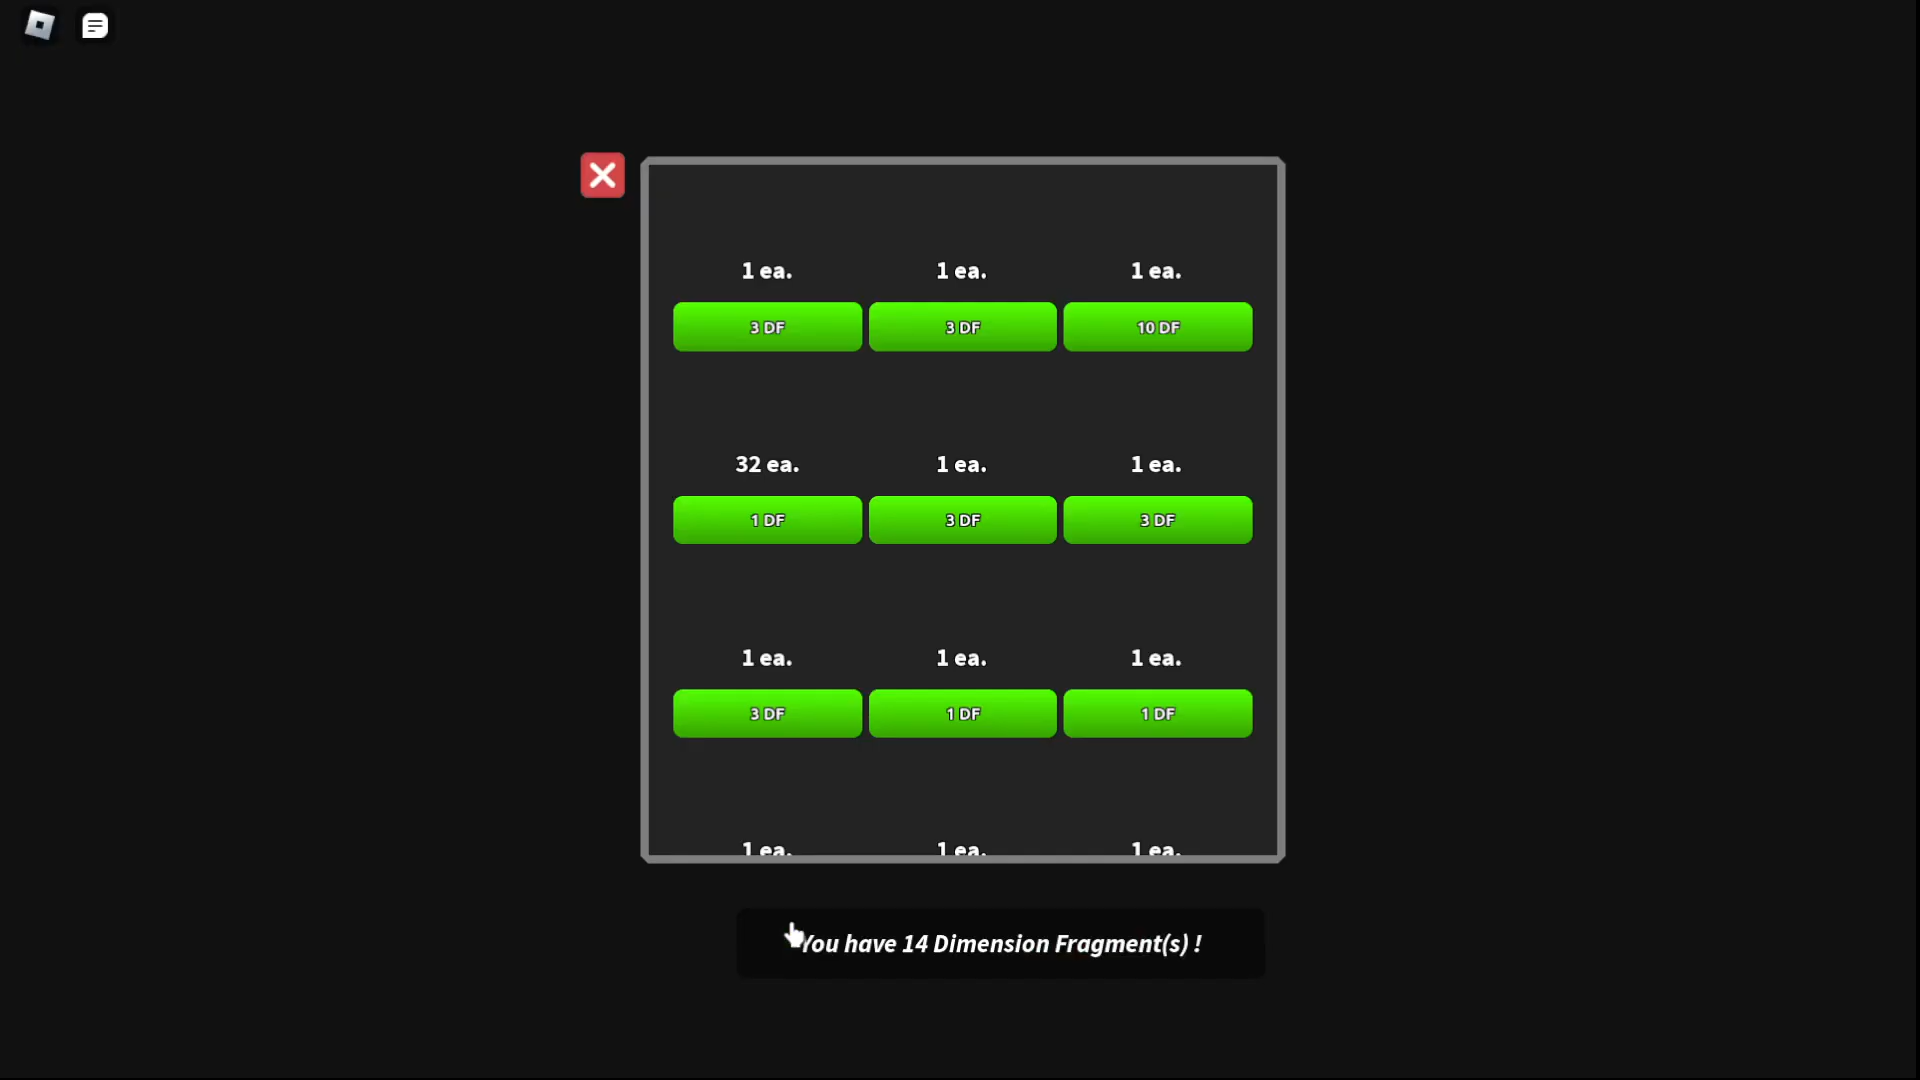 1 ea. 1 ea. 1 ea.
3 DF 3 DF 10 DF
32 ea. 1 ea. 1 ea.
1 DF 3 DF 3 DF
1 ea. 1 ea. 1 ea.
3 DF 1 DF 1 DF
1 ea. 1 ea. 1 ea.
You have 14 Dimension Fragment(s) !